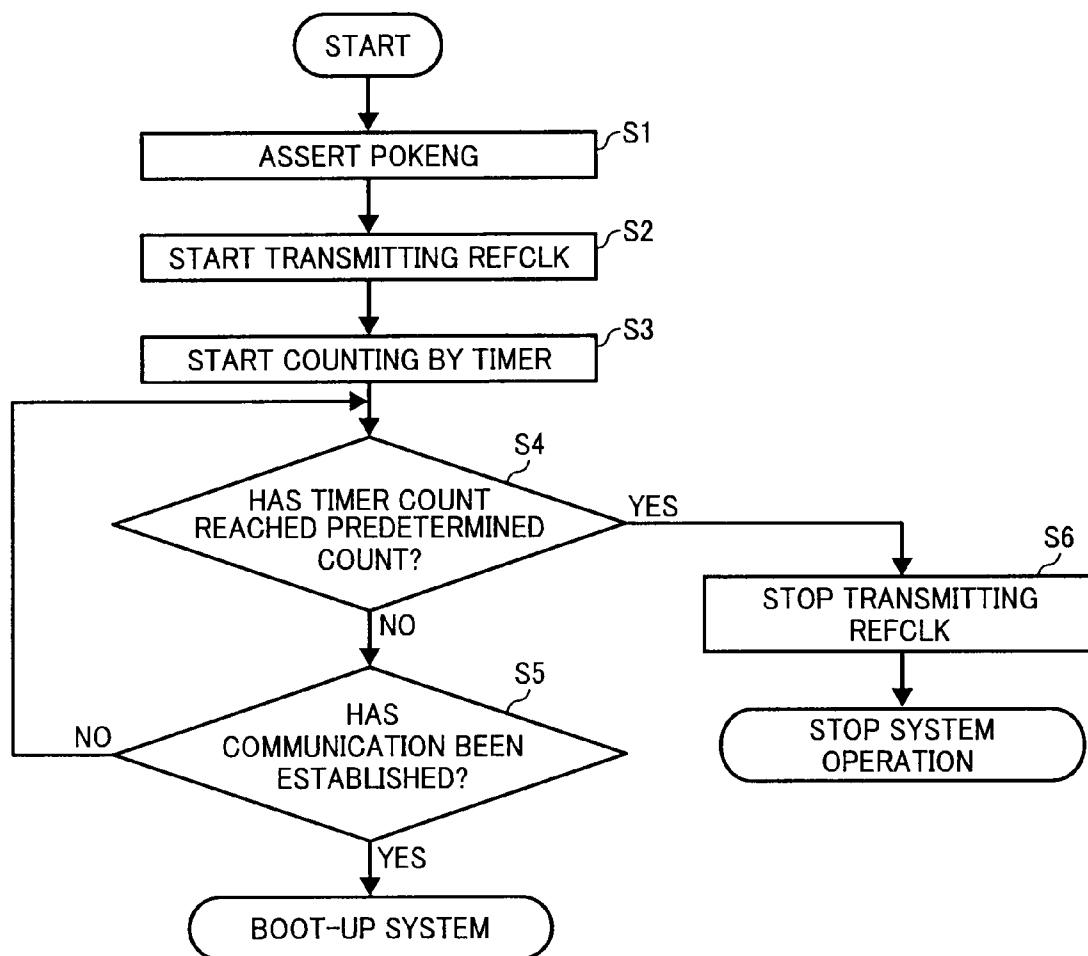 START
S1
ASSERT POKENG
S2
START TRANSMITTING REFCLK
S3
START COUNTING BY TIMER
S4
HAS TIMER COUNT
REACHED PREDETERMINED
COUNT?
YES
S6
STOP TRANSMITTING
REFCLK
NO
S5
HAS
COMMUNICATION BEEN
ESTABLISHED?
NO
STOP SYSTEM
OPERATION
YES
BOOT-UP SYSTEM